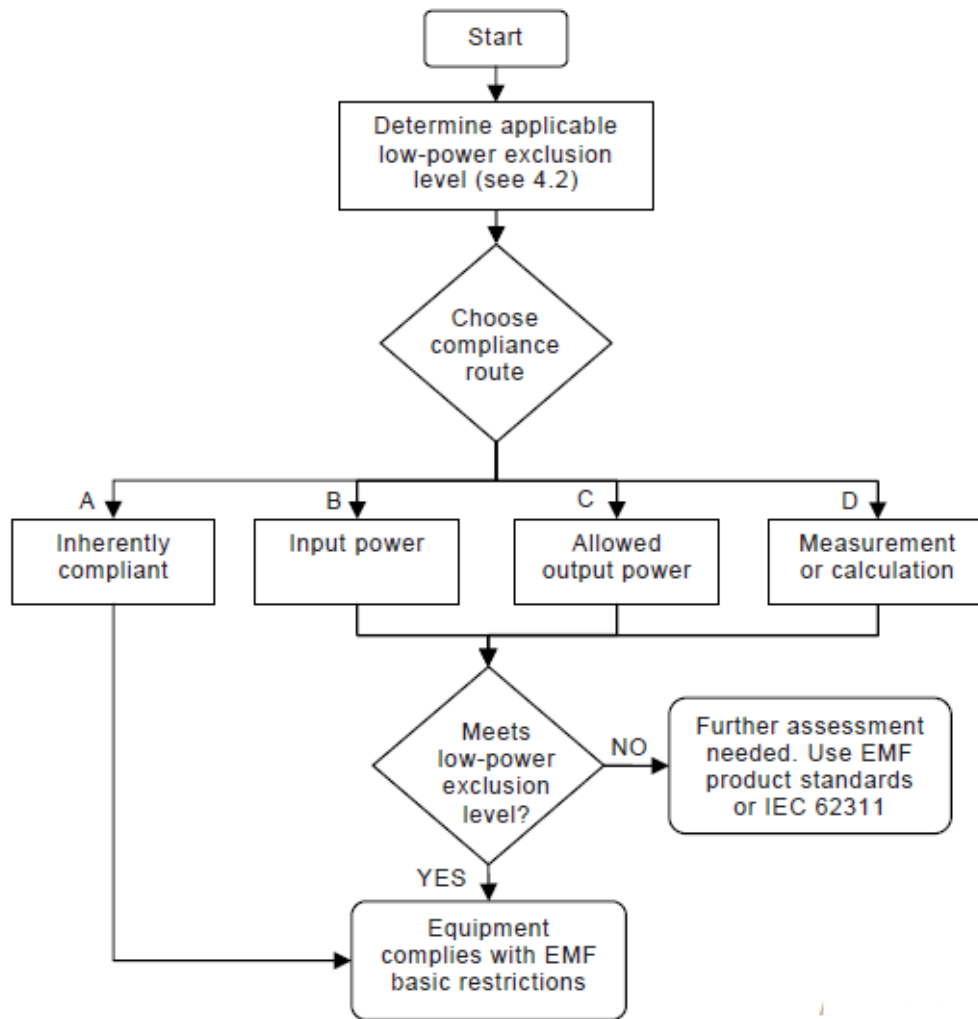 Start
Determine applicable
low-power exclusion
level (see 4.2)
Choose
compliance
route
A
B
C
D
Inherently
compliant
Input power
Allowed
output power
Measurement
or calculation
Meets
low-power
exclusion
level?
NO
Further assessment
needed. Use EMF
product standards
or IEC 62311
YES
Equipment
complies with EMF
basic restrictions